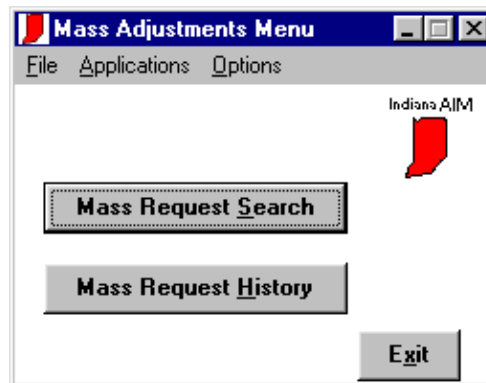 Mass Adjustments Menu
File Applications Options
Indiana AIM
Mass Request Search
Mass Request History
Exit